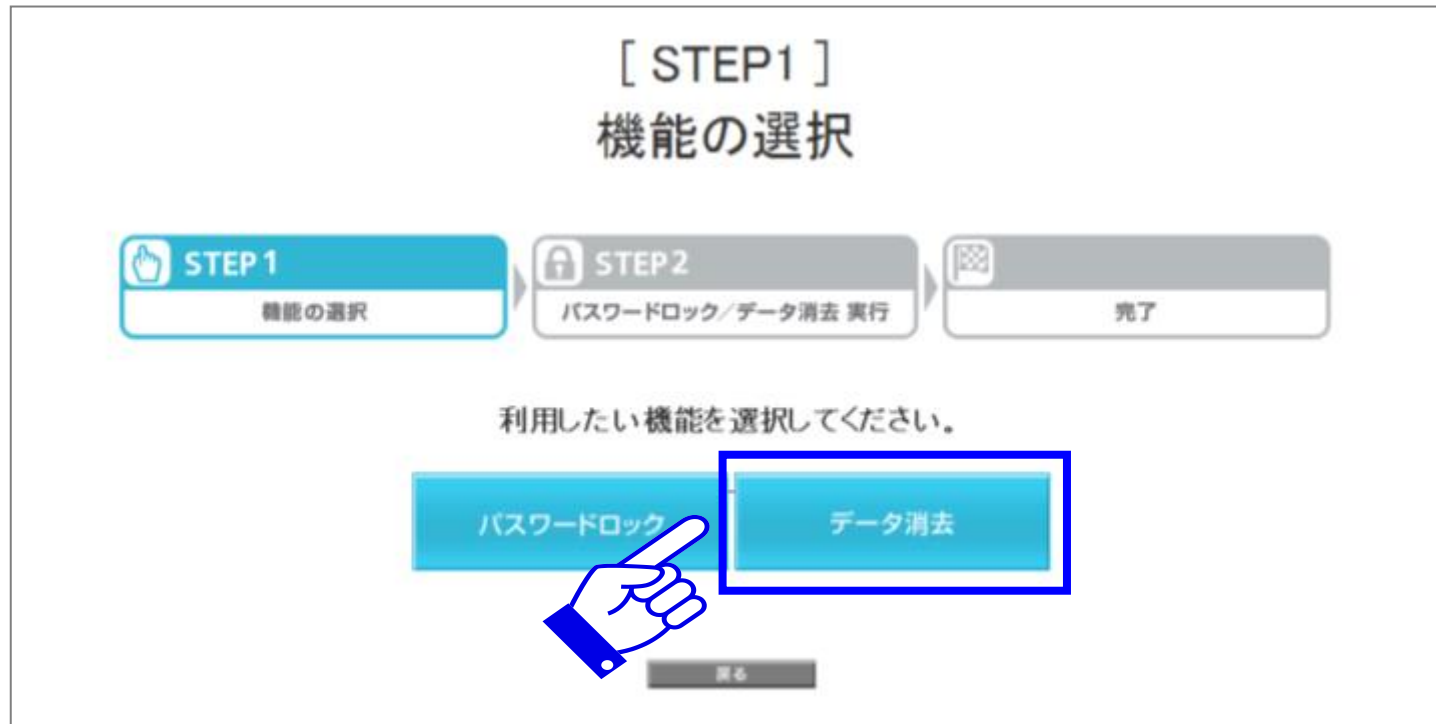 ［ STEP1 ］
機能の選択
STEP 1
機能の選択
STEP 2
パスワードロック／データ消去 実行
完了
利用したい機能を選択してください。
パスワードロック
データ消去
戻る